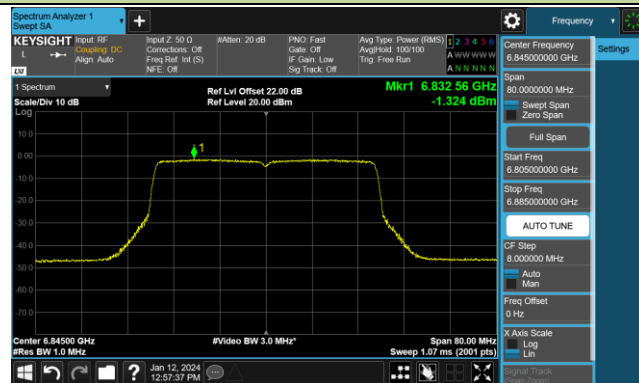 Spectrum Analyzer 1
Swept SA
Frequency
KEYSIGHT
L
LXI
Input: RF
Coupling: DC
Align: Auto
Input Z: 50 Ω
Corrections: Off
Freq Ref: Int (S)
NFE: Off
#Atten: 20 dB
PNO: Fast
Gate: Off
IF Gain: Low
Sig Track: Off
Avg Type: Power (RMS)
Avg|Hold: 100/100
Trig: Free Run
1 2 3 4 5 6
A W W W W W
A N N N N N
1 Spectrum
Scale/Div 10 dB
Ref Lvl Offset 22.00 dB
Ref Level 20.00 dBm
Mkr1 6.832 56 GHz
-1.324 dBm
Log
10.0
0.00
-10.0
-20.0
-30.0
-40.0
-50.0
-60.0
-70.0
1
Center 6.84500 GHz
#Res BW 1.0 MHz
#Video BW 3.0 MHz*
Span 80.00 MHz
Sweep 1.07 ms (2001 pts)
Jan 12, 2024
12:57:37 PM
Center Frequency
6.845000000 GHz
Settings
Span
80.0000000 MHz
Swept Span
Zero Span
Full Span
Start Freq
6.805000000 GHz
Stop Freq
6.885000000 GHz
AUTO TUNE
CF Step
8.000000 MHz
Auto
Man
Freq Offset
0 Hz
X Axis Scale
Log
Lin
Signal Track
(Span Zoom)